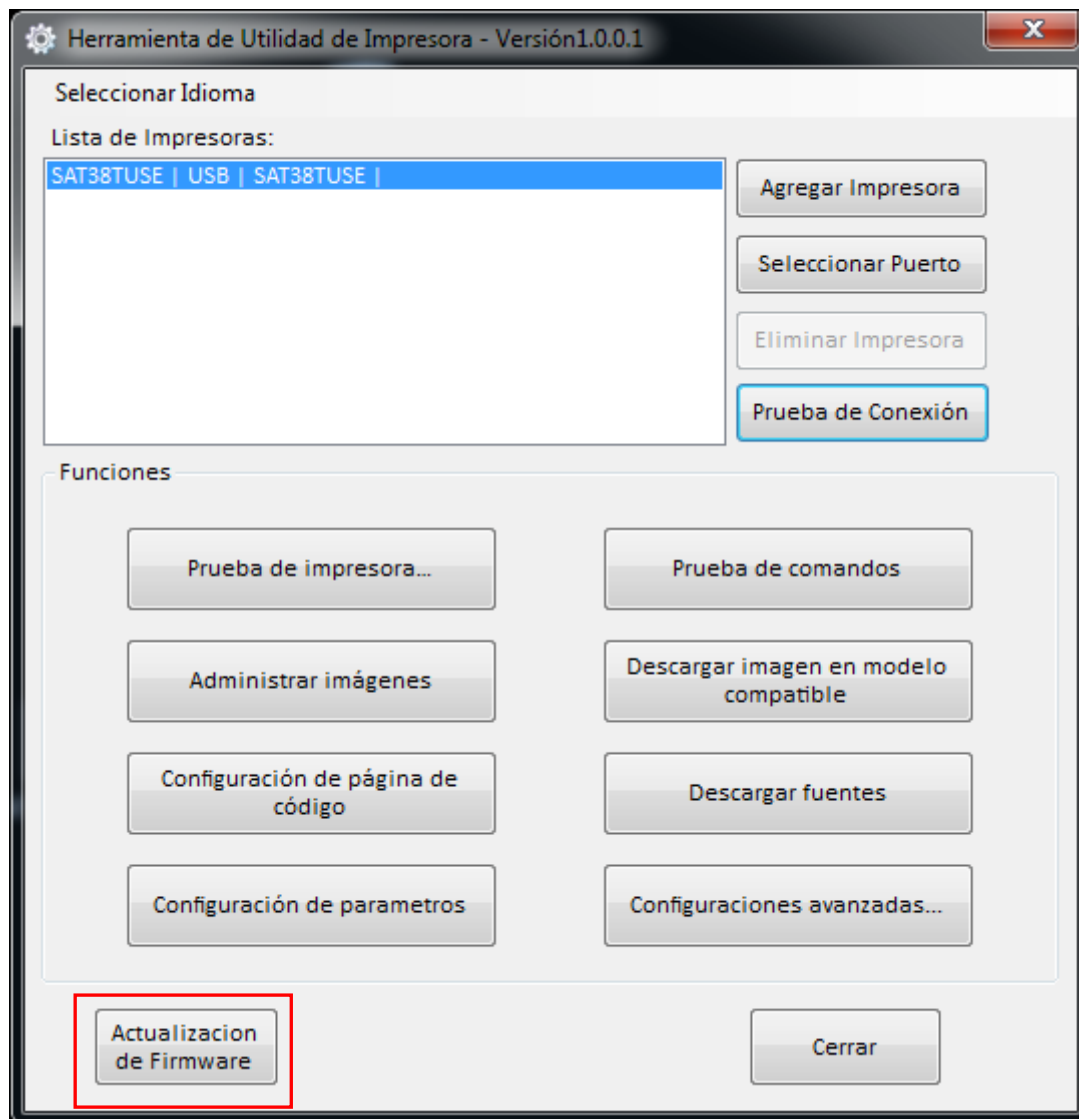 Herramienta de Utilidad de Impresora - Versión1.0.0.1
Seleccionar Idioma
Lista de Impresoras:
SAT38TUSE | USB | SAT38TUSE |
Agregar Impresora
Seleccionar Puerto
Eliminar Impresora
Prueba de Conexión
Funciones
Prueba de impresora...
Prueba de comandos
Administrar imágenes
Descargar imagen en modelo
compatible
Configuración de página de
código
Descargar fuentes
Configuración de parametros
Configuraciones avanzadas...
Actualizacion
de Firmware
Cerrar